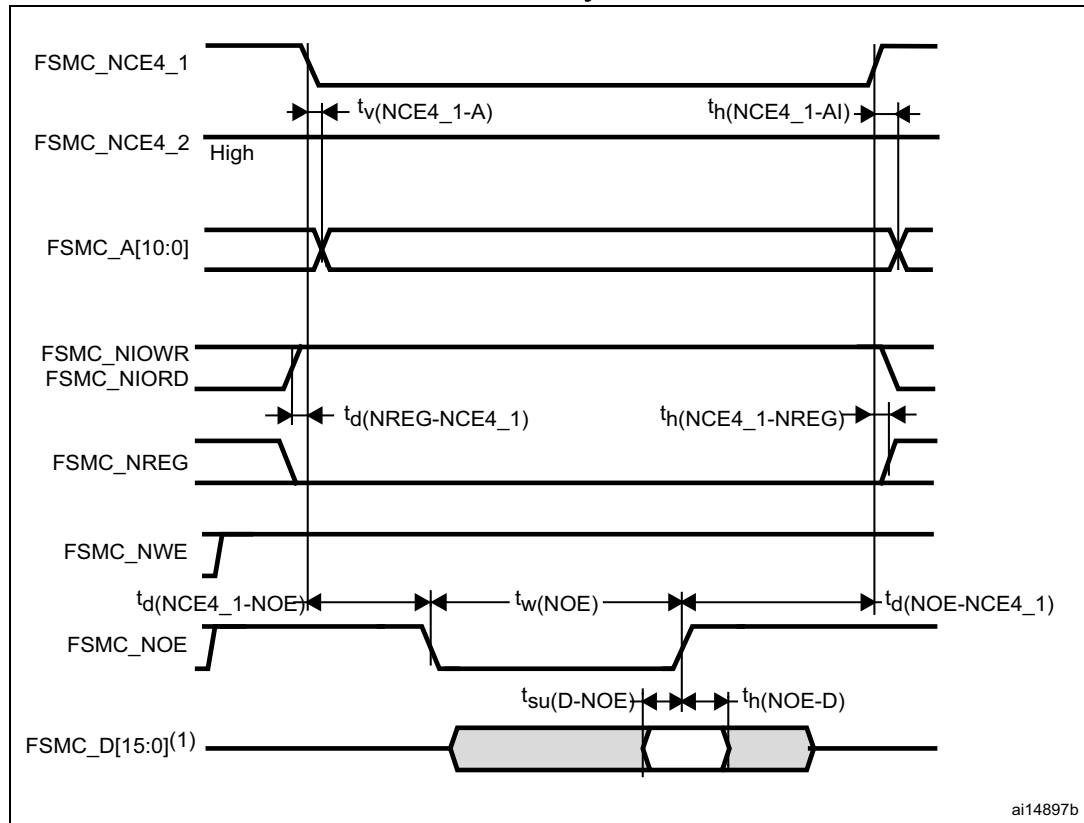 FSMC_NCE4_1
tv(NCE4_1-A)
th(NCE4_1-AI)
FSMC_NCE4_2
High
FSMC_A[10:0]
FSMC_NIOWR
FSMC_NIORD
td(NREG-NCE4_1)
th(NCE4_1-NREG)
FSMC_NREG
FSMC_NWE
td(NCE4_1-NOE)
tw(NOE)
td(NOE-NCE4_1)
FSMC_NOE
tsu(D-NOE)
th(NOE-D)
FSMC_D[15:0](1)
ai14897b